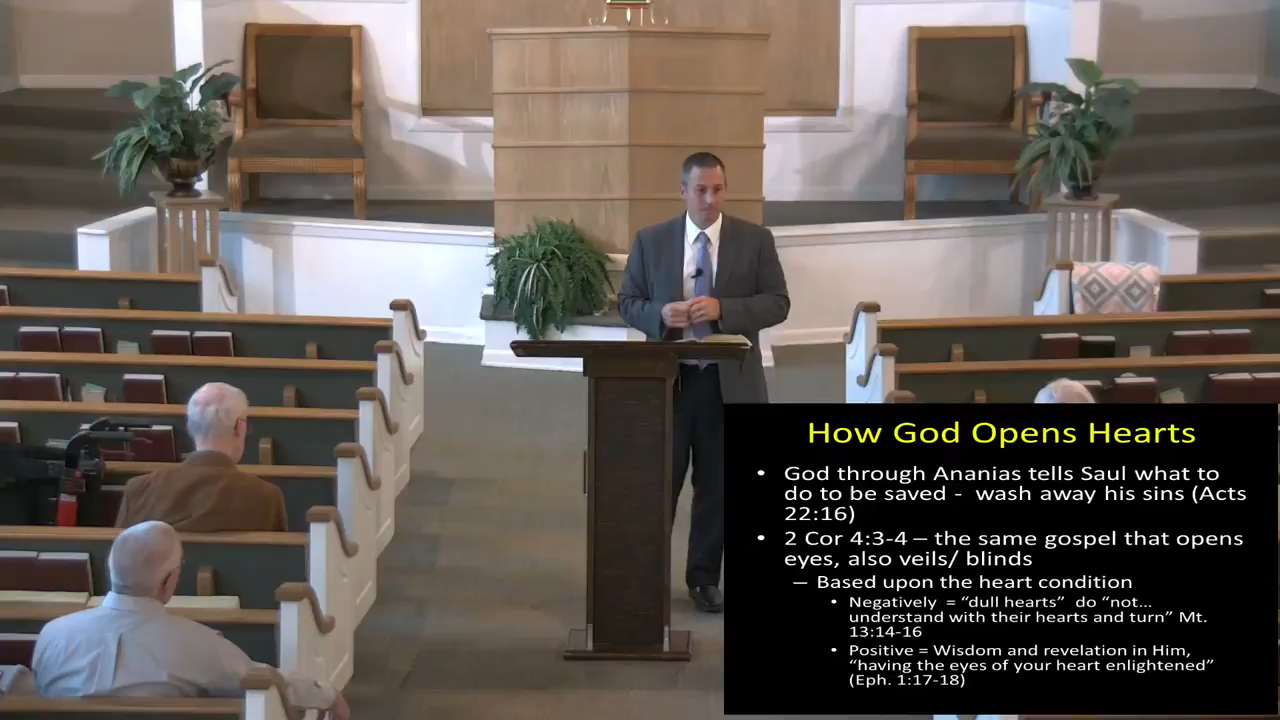 How God Opens Hearts
• God through Ananias tells Saul what to
do to be saved - wash away his sins (Acts
22:16)
• 2 Cor 4:3-4 – the same gospel that opens
eyes, also veils/ blinds
– Based upon the heart condition
• Negatively = “dull hearts” do “not...
understand with their hearts and turn” Mt.
13:14-16
• Positive = Wisdom and revelation in Him,
“having the eyes of your heart enlightened”
(Eph. 1:17-18)